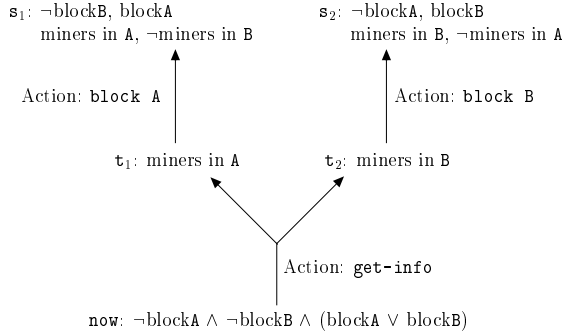 s₁: ¬blockB, blockA
miners in A, ¬miners in B
s₂: ¬blockA, blockB
miners in B, ¬miners in A
Action: block A
Action: block B
t₁: miners in A
t₂: miners in B
Action: get-info
now: ¬blockA ∧ ¬blockB ∧ (blockA ∨ blockB)